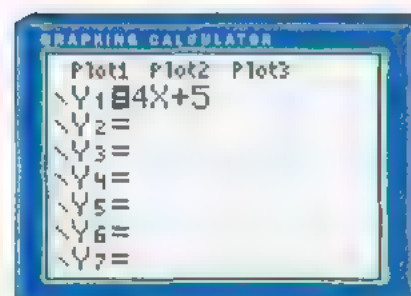 GRAPHING CALCULATOR
Plot1 Plot2 Plot3
\Y1=4X+5
\Y2=
\Y3=
\Y4=
\Y5=
\Y6=
\Y7=